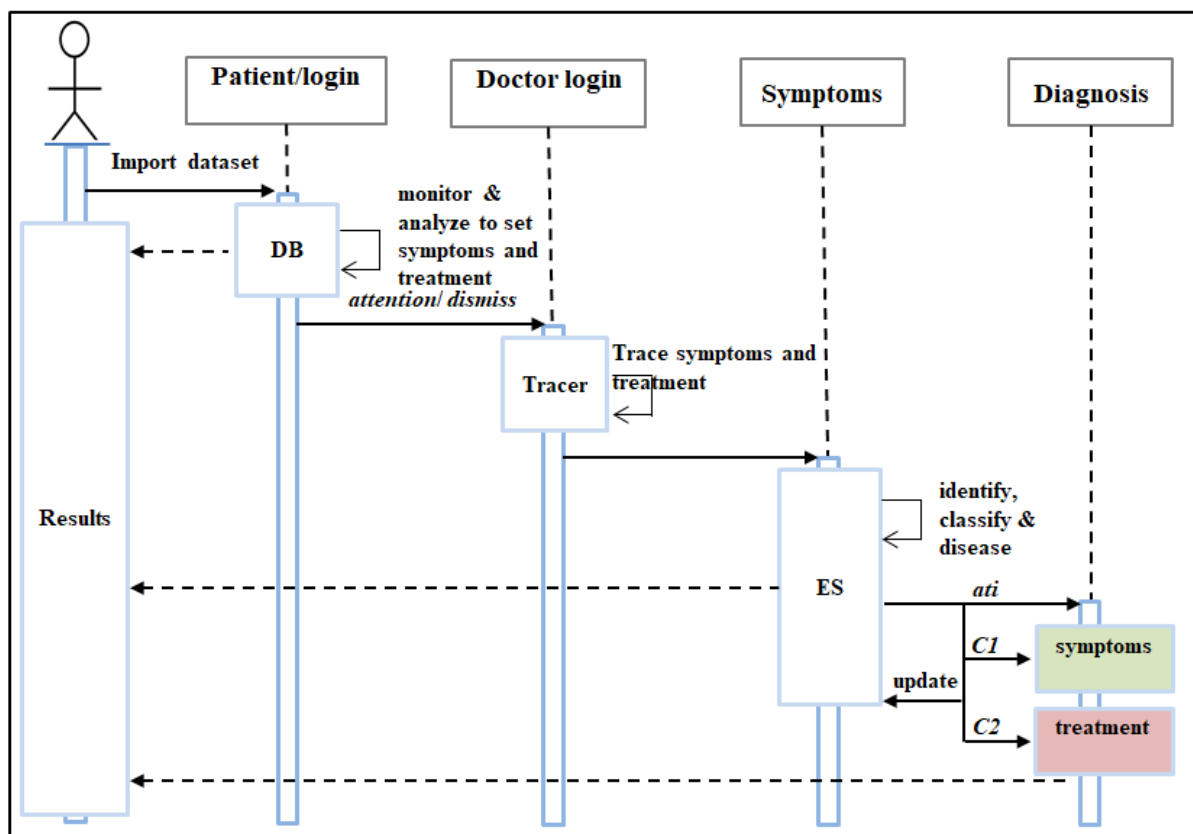 Patient/login
Doctor login
Symptoms
Diagnosis
Import dataset
monitor &
analyze to set
symptoms and
treatment
DB
attention/ dismiss
Trace symptoms and
treatment
Tracer
identify,
classify &
disease
Results
ES
ati
C1
symptoms
update
C2
treatment